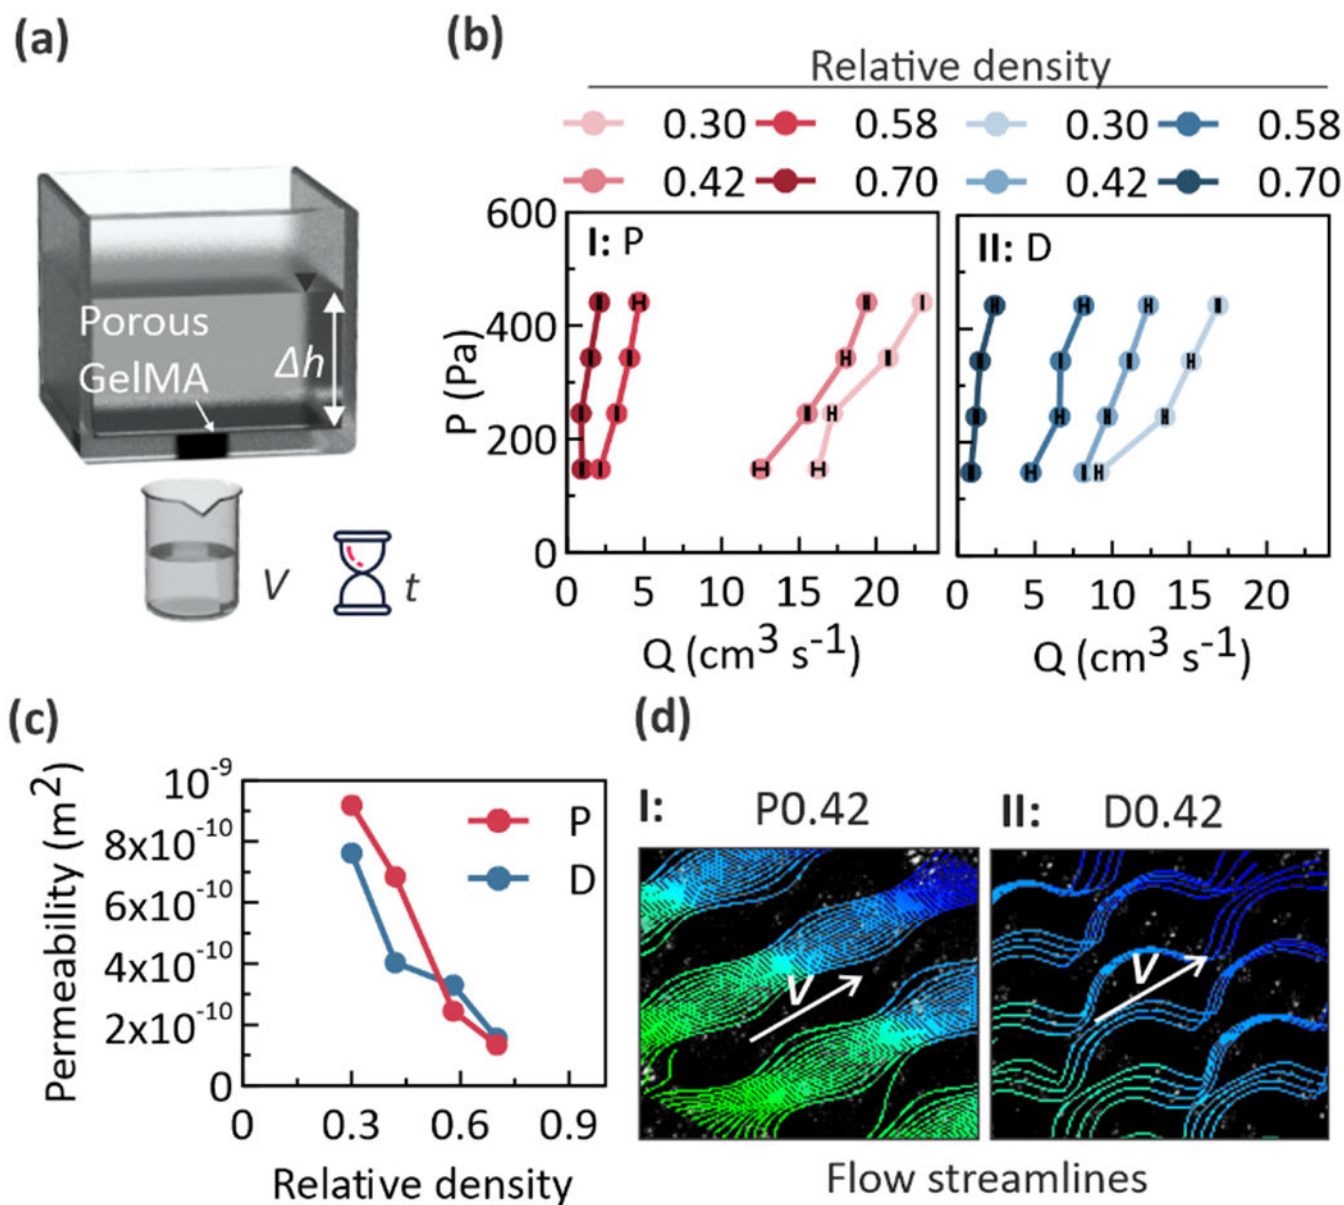 (a)
Porous
GelMA
Δh
V
t
(b)
Relative density
0.30 0.58 0.30 0.58
0.42 0.70 0.42 0.70
I: P
II: D
P (Pa)
600
400
200
0
0 5 10 15 20
0 5 10 15 20
Q (cm³ s⁻¹)
Q (cm³ s⁻¹)
(c)
Permeability (m²)
10⁻⁹
8x10⁻¹⁰
6x10⁻¹⁰
4x10⁻¹⁰
2x10⁻¹⁰
0
P
D
0 0.3 0.6 0.9
Relative density
(d)
I: P0.42
II: D0.42
V
V
Flow streamlines